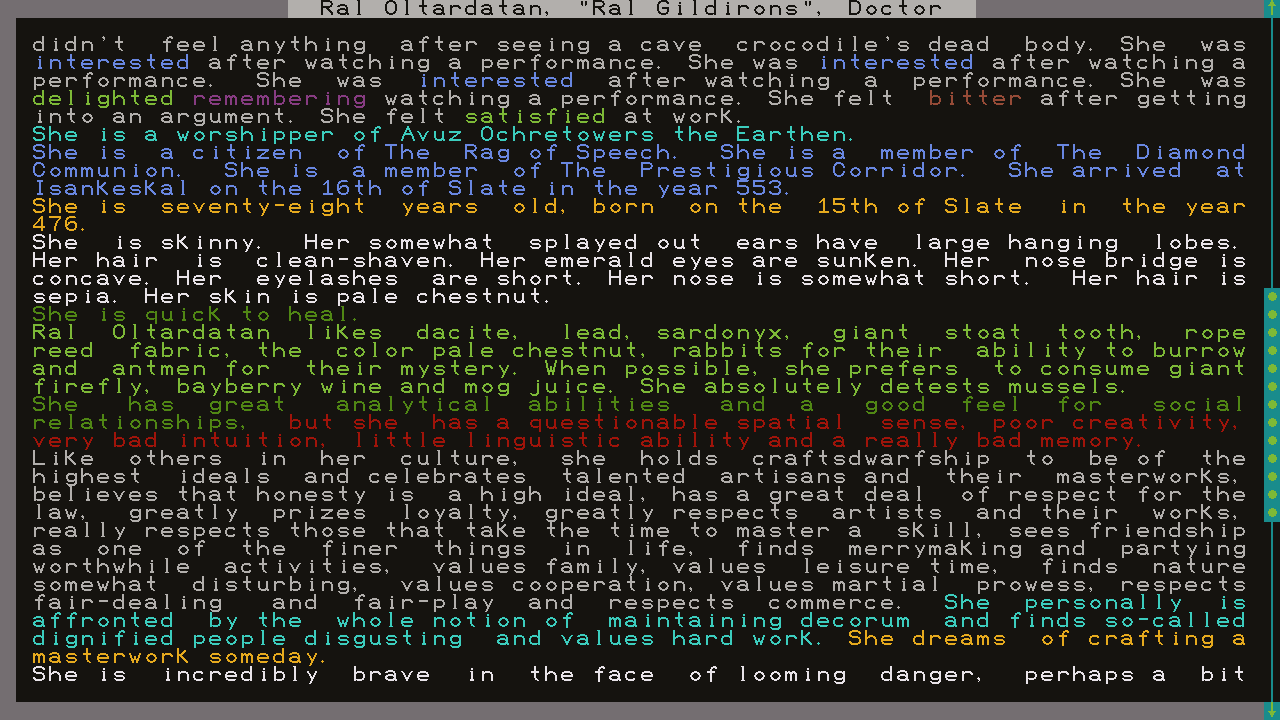 Ral Oltardatan, "Ral Gildirons", Doctor
didn't feel anything after seeing a cave crocodile's dead body. She was
interested after watching a performance. She was interested after watching a
performance. She was interested after watching a performance. She was
delighted remembering watching a performance. She felt bitter after getting
into an argument. She felt satisfied at work.
She is a worshipper of Avuz Ochretowers the Earthen.
She is a citizen of The Rag of Speech. She is a member of The Diamond
Communion. She is a member of The Prestigious Corridor. She arrived at
IsanKesKal on the 16th of Slate in the year 553.
She is seventy-eight years old, born on the 15th of Slate in the year
476.
She is skinny. Her somewhat splayed out ears have large hanging lobes.
Her hair is clean-shaven. Her emerald eyes are sunken. Her nose bridge is
concave. Her eyelashes are short. Her nose is somewhat short. Her hair is
sepia. Her skin is pale chestnut.
She is quick to heal.
Ral Oltardatan likes dacite, lead, sardonyx, giant stoat tooth, rope
reed fabric, the color pale chestnut, rabbits for their ability to burrow
and antmen for their mystery. When possible, she prefers to consume giant
firefly, bayberry wine and mog juice. She absolutely detests mussels.
She has great analytical abilities and a good feel for social
relationships, but she has a questionable spatial sense, poor creativity,
very bad intuition, little linguistic ability and a really bad memory.
Like others in her culture, she holds craftsdwarfship to be of the
highest ideals and celebrates talented artisans and their masterworks,
believes that honesty is a high ideal, has a great deal of respect for the
law, greatly prizes loyalty, greatly respects artists and their works,
really respects those that take the time to master a skill, sees friendship
as one of the finer things in life, finds merrymaking and partying
worthwhile activities, values family, values leisure time, finds nature
somewhat disturbing, values cooperation, values martial prowess, respects
fair-dealing and fair-play and respects commerce. She personally is
affronted by the whole notion of maintaining decorum and finds so-called
dignified people disgusting and values hard work. She dreams of crafting a
masterwork someday.
She is incredibly brave in the face of looming danger, perhaps a bit